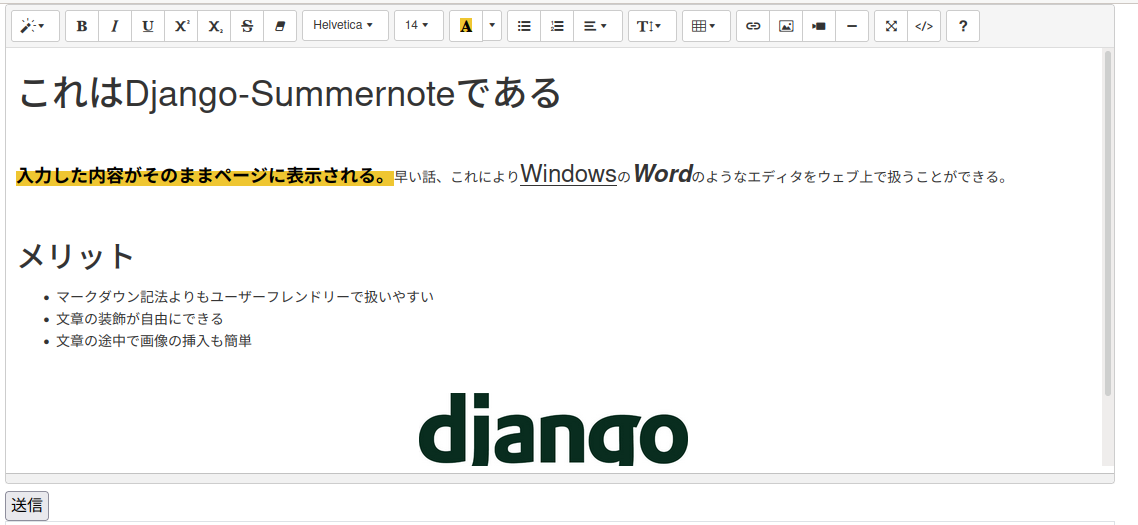 B I U X² X₂ S Helvetica 14 A T </> ?
これはDjango-Summernoteである
入力した内容がそのままページに表示される。早い話、これによりWindowsのWordのようなエディタをウェブ上で扱うことができる。
メリット
マークダウン記法よりもユーザーフレンドリーで扱いやすい
文章の装飾が自由にできる
文章の途中で画像の挿入も簡単
django
送信